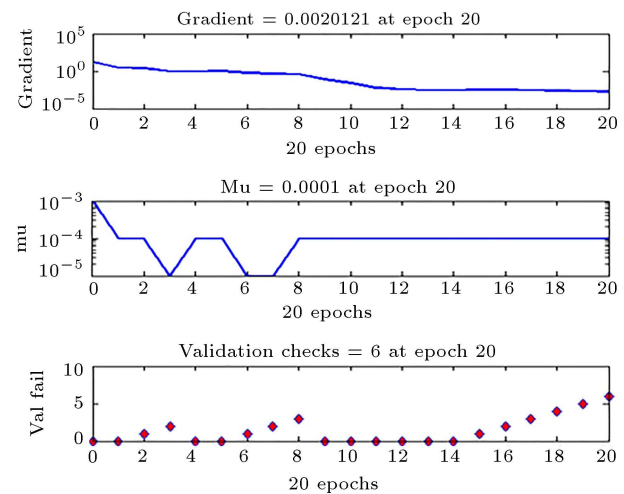 Gradient = 0.0020121 at epoch 20
Gradient
10^5
10^0
10^-5
0 2 4 6 8 10 12 14 16 18 20
20 epochs
Mu = 0.0001 at epoch 20
mu
10^-3
10^-4
10^-5
0 2 4 6 8 10 12 14 16 18 20
20 epochs
Validation checks = 6 at epoch 20
Val fail
10
5
0
0 2 4 6 8 10 12 14 16 18 20
20 epochs